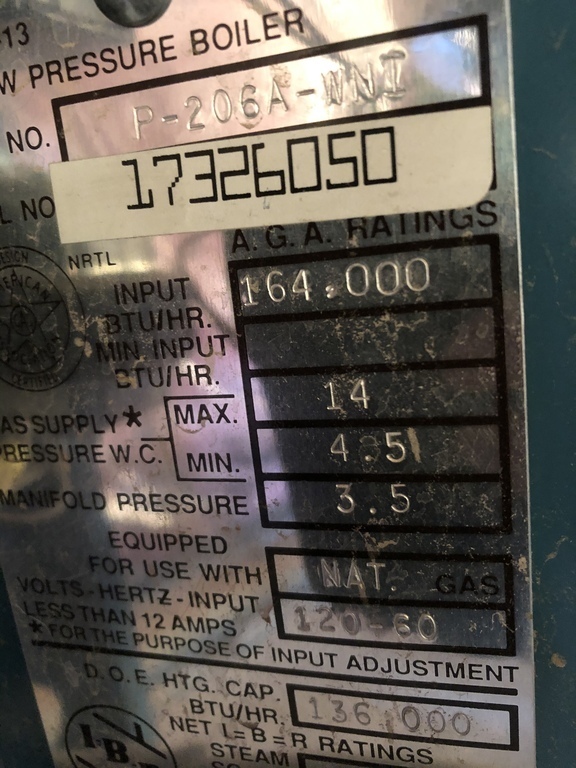 -13
W PRESSURE BOILER
NO. P-206A-WNI
L NO 17326050
A.G.A. RATINGS
NRTL
INPUT BTU/HR. 164.000
MIN. INPUT BTU/HR.
AS SUPPLY* MAX. 14
RESSURE W.C. MIN. 4.5
MANIFOLD PRESSURE 3.5
EQUIPPED
FOR USE WITH NAT. GAS
VOLTS-HERTZ-INPUT
LESS THAN 12 AMPS 120-60
*FOR THE PURPOSE OF INPUT ADJUSTMENT
D.O.E. HTG. CAP.
BTU/HR. 136,000
NET I=B=R RATINGS
STEAM